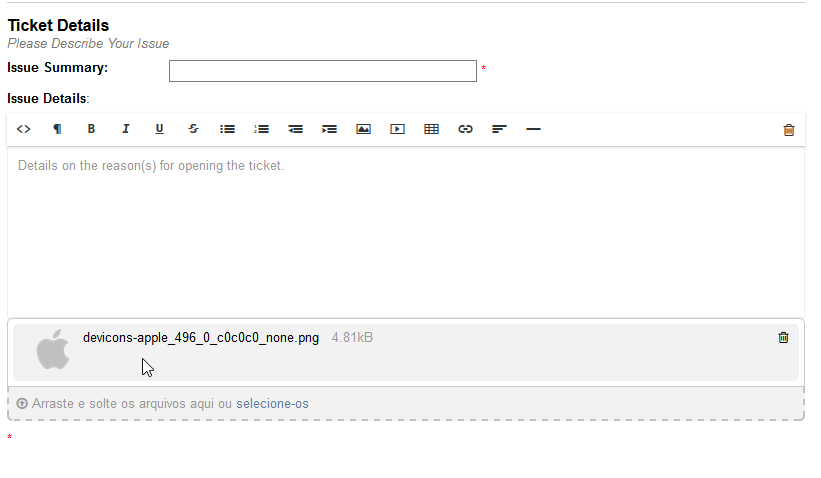 Ticket Details
Please Describe Your Issue
Issue Summary: *
Issue Details:
<> ¶ B I U S
Details on the reason(s) for opening the ticket.
devicons-apple_496_0_c0c0c0_none.png 4.81kB
Arraste e solte os arquivos aqui ou selecione-os
*